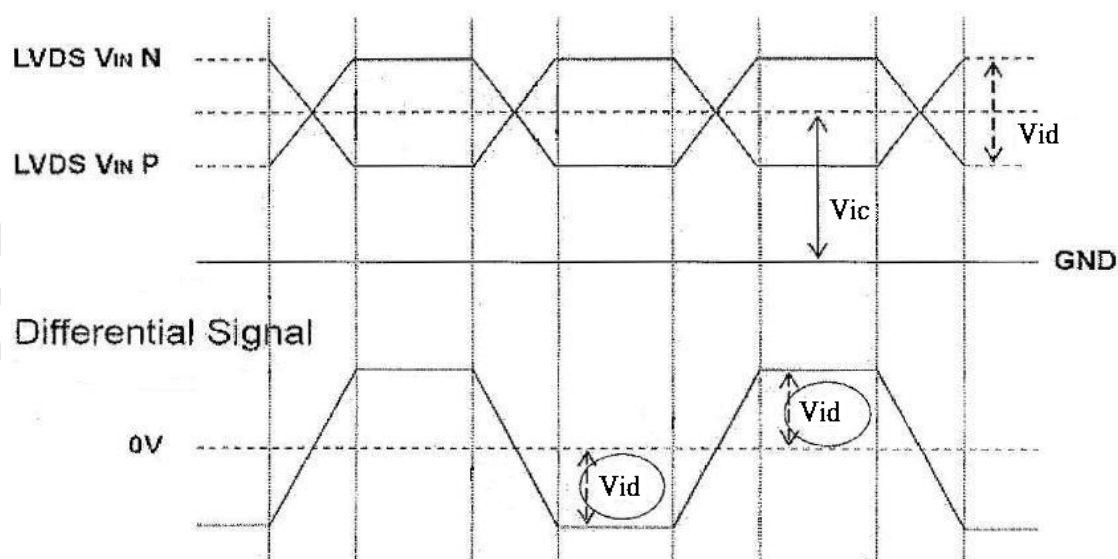 LVDS VIN N
Vid
LVDS VIN P
Vic
GND
Differential Signal
Vid
0V
Vid